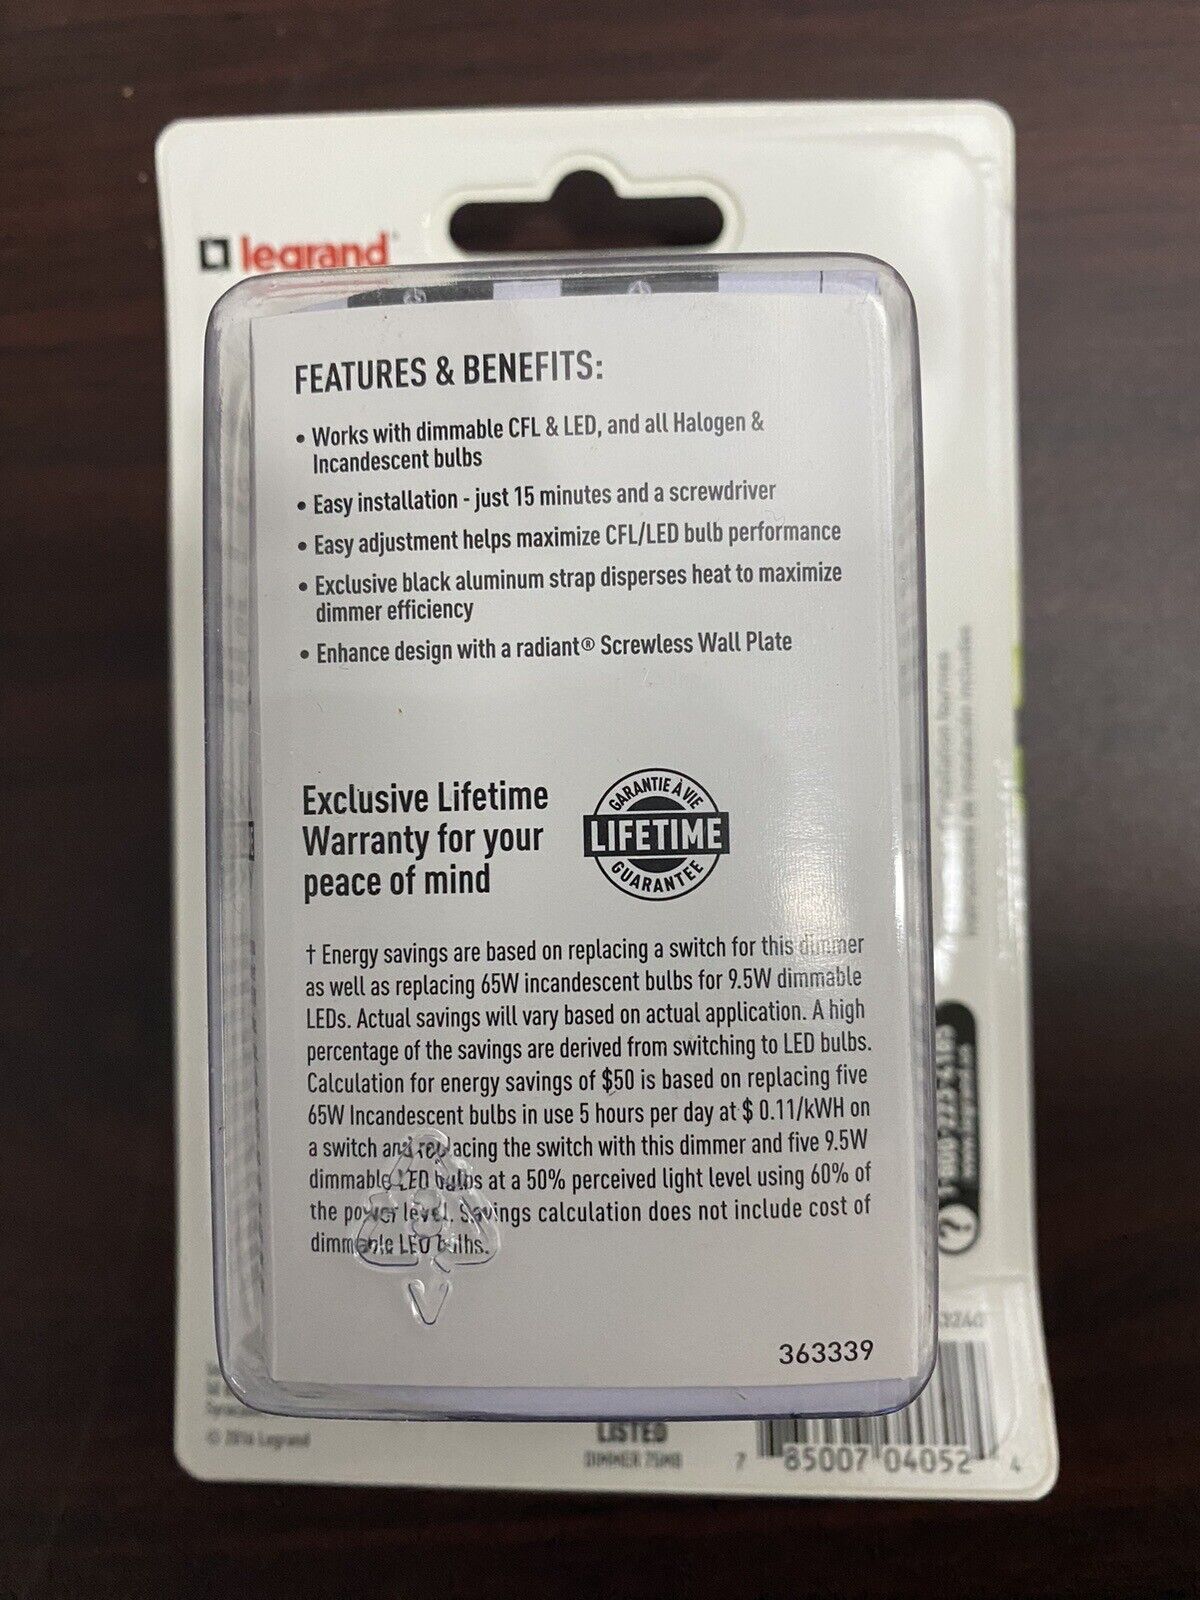 legrand
FEATURES & BENEFITS:
• Works with dimmable CFL & LED, and all Halogen &
Incandescent bulbs
• Easy installation - just 15 minutes and a screwdriver
• Easy adjustment helps maximize CFL/LED bulb performance
• Exclusive black aluminum strap disperses heat to maximize
dimmer efficiency
• Enhance design with a radiant® Screwless Wall Plate
Exclusive Lifetime
Warranty for your
peace of mind
GARANTIE À VIE
LIFETIME
GUARANTEE
† Energy savings are based on replacing a switch for this dimmer
as well as replacing 65W incandescent bulbs for 9.5W dimmable
LEDs. Actual savings will vary based on actual application. A high
percentage of the savings are derived from switching to LED bulbs.
Calculation for energy savings of $50 is based on replacing five
65W Incandescent bulbs in use 5 hours per day at $ 0.11/kWH on
a switch and replacing the switch with this dimmer and five 9.5W
dimmable LED bulbs at a 50% perceived light level using 60% of
the power level. Savings calculation does not include cost of
dimmable LED bulbs.
363339
© 2016 Legrand
LISTED
DIMMER 75M8
7 85007 04052 4